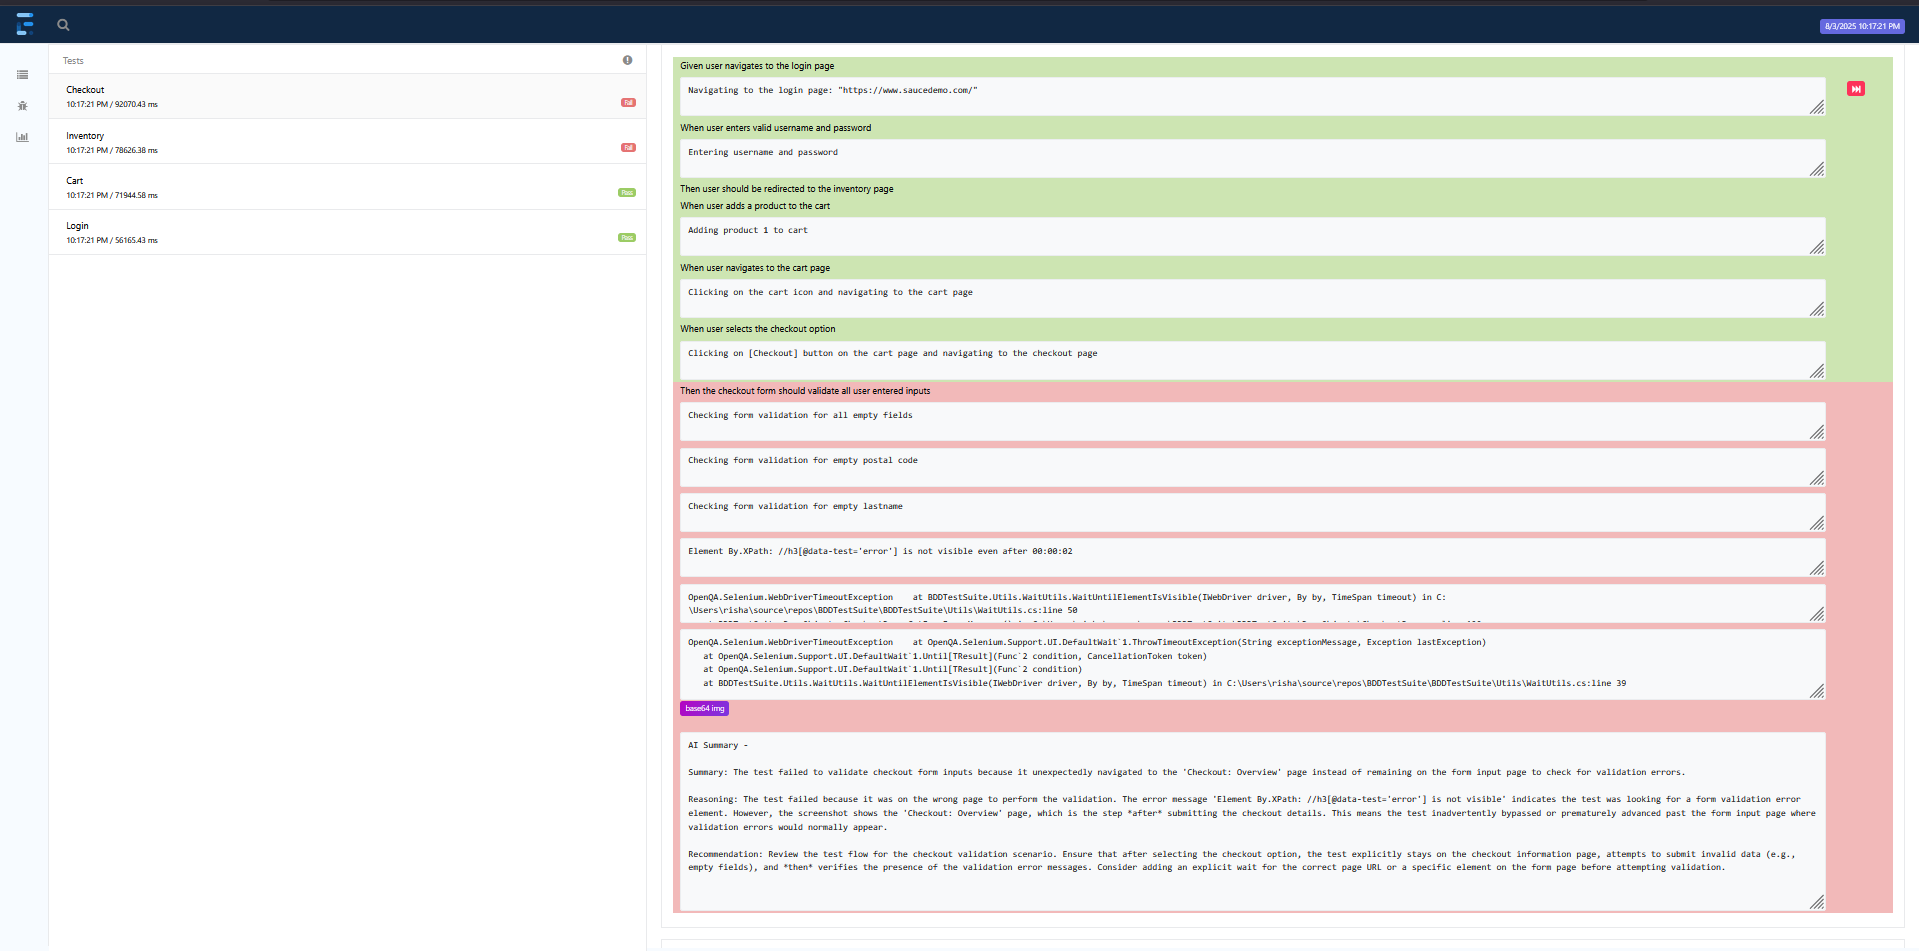 8/3/2025 10:17:21 PM
Tests
Checkout
10:17:21 PM / 92070.43 ms
Fail
Inventory
10:17:21 PM / 78626.38 ms
Fail
Cart
10:17:21 PM / 71944.58 ms
Pass
Login
10:17:21 PM / 56165.43 ms
Pass
Given user navigates to the login page
Navigating to the login page: "https://www.saucedemo.com/"
When user enters valid username and password
Entering username and password
Then user should be redirected to the inventory page
When user adds a product to the cart
Adding product 1 to cart
When user navigates to the cart page
Clicking on the cart icon and navigating to the cart page
When user selects the checkout option
Clicking on [Checkout] button on the cart page and navigating to the checkout page
Then the checkout form should validate all user entered inputs
Checking form validation for all empty fields
Checking form validation for empty postal code
Checking form validation for empty lastname
Element By.XPath: //h3[@data-test='error'] is not visible even after 00:00:02
OpenQA.Selenium.WebDriverTimeoutException    at BDDTestSuite.Utils.WaitUtils.WaitUntilElementIsVisible(IWebDriver driver, By by, TimeSpan timeout) in C:
\Users\risha\source\repos\BDDTestSuite\BDDTestSuite\Utils\WaitUtils.cs:line 50
OpenQA.Selenium.WebDriverTimeoutException    at OpenQA.Selenium.Support.UI.DefaultWait`1.ThrowTimeoutException(String exceptionMessage, Exception lastException)
at OpenQA.Selenium.Support.UI.DefaultWait`1.Until[TResult](Func`2 condition, CancellationToken token)
at OpenQA.Selenium.Support.UI.DefaultWait`1.Until[TResult](Func`2 condition)
at BDDTestSuite.Utils.WaitUtils.WaitUntilElementIsVisible(IWebDriver driver, By by, TimeSpan timeout) in C:\Users\risha\source\repos\BDDTestSuite\BDDTestSuite\Utils\WaitUtils.cs:line 39
base64 img
AI Summary -
Summary: The test failed to validate checkout form inputs because it unexpectedly navigated to the 'Checkout: Overview' page instead of remaining on the form input page to check for validation errors.
Reasoning: The test failed because it was on the wrong page to perform the validation. The error message 'Element By.XPath: //h3[@data-test='error'] is not visible' indicates the test was looking for a form validation error
element. However, the screenshot shows the 'Checkout: Overview' page, which is the step *after* submitting the checkout details. This means the test inadvertently bypassed or prematurely advanced past the form input page where
validation errors would normally appear.
Recommendation: Review the test flow for the checkout validation scenario. Ensure that after selecting the checkout option, the test explicitly stays on the checkout information page, attempts to submit invalid data (e.g.,
empty fields), and *then* verifies the presence of the validation error messages. Consider adding an explicit wait for the correct page URL or a specific element on the form page before attempting validation.